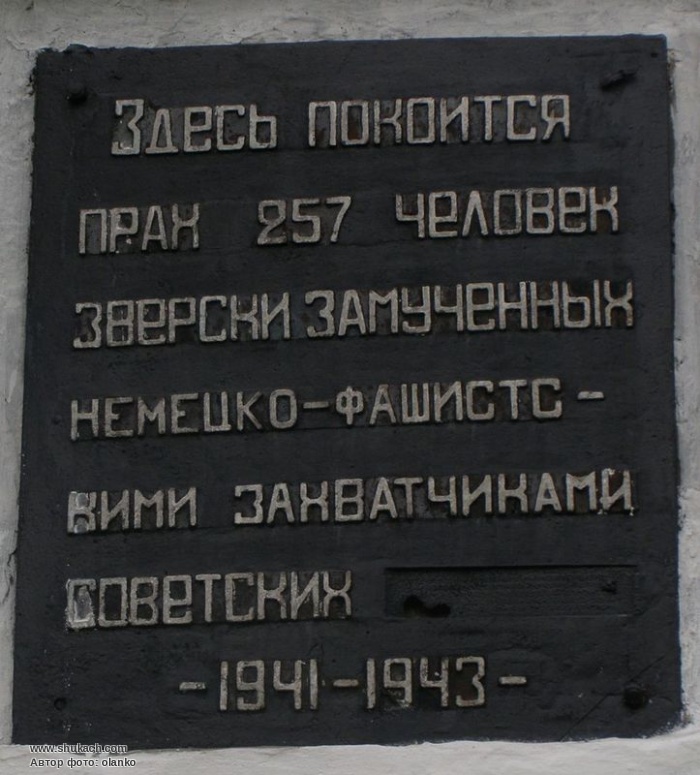 Здесь покоится
прах 257 человек
зверски замученных
немецко-фашистс-
кими захватчиками
советских
-1941-1943-
www.shukach.com
Автор фото: olanko